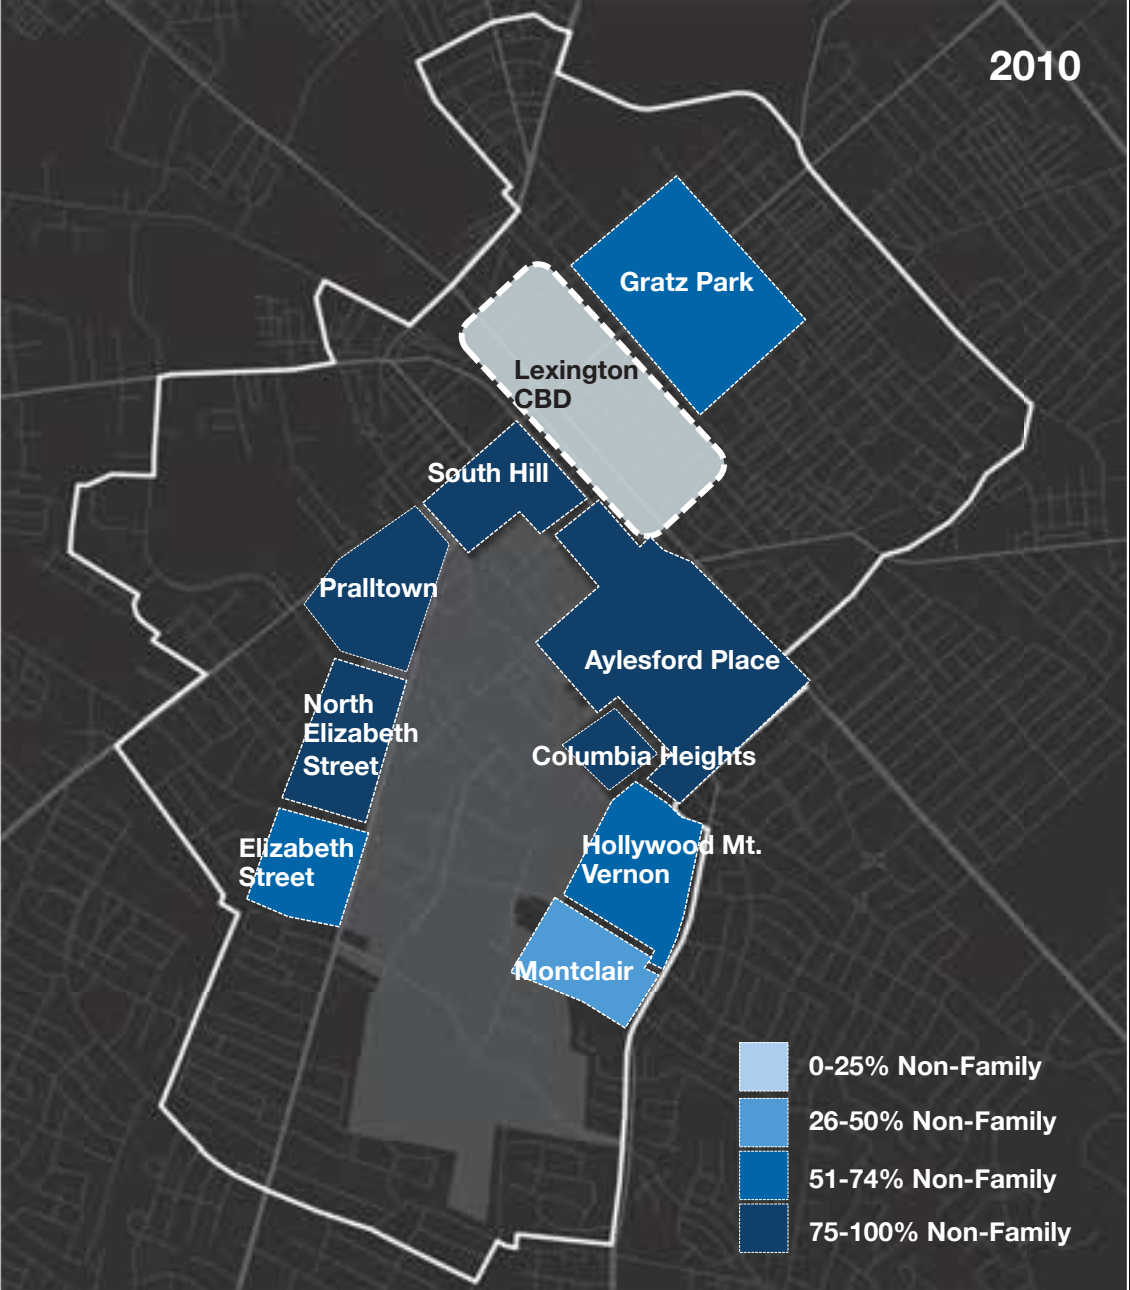 2010
Gratz Park
Lexington
CBD
South Hill
Pralltown
Aylesford Place
North
Elizabeth
Street
Columbia Heights
Elizabeth
Street
Hollywood Mt.
Vernon
Montclair
0-25% Non-Family
26-50% Non-Family
51-74% Non-Family
75-100% Non-Family